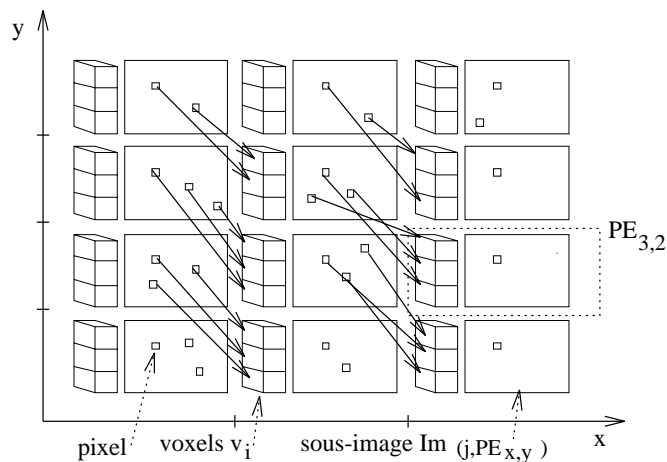 y
PE3,2
pixel
voxels vi
sous-image Im (j,PEx,y )
x